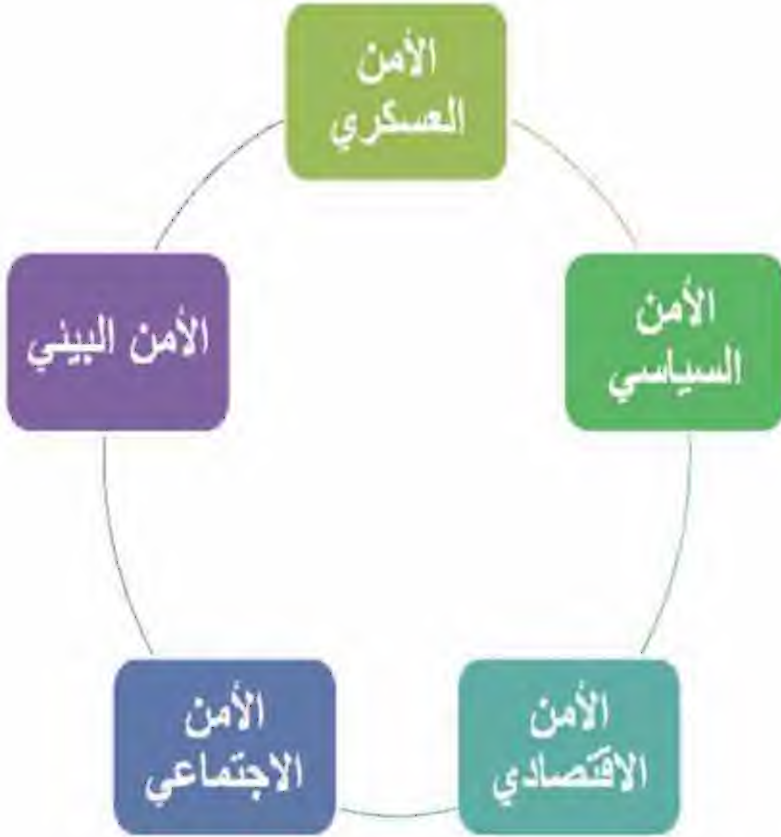 الأمن
العسكري
الأمن
السياسي
الأمن
الاقتصادي
الأمن
الاجتماعي
الأمن البيئي